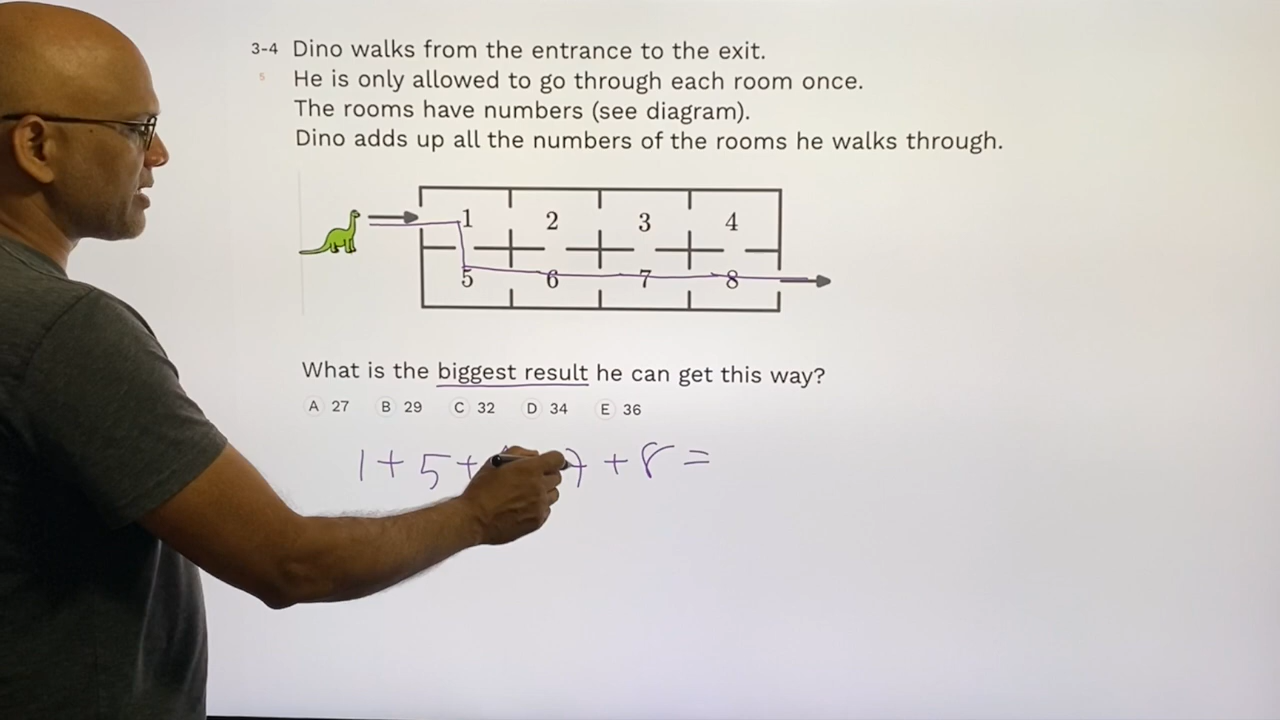 3-4 Dino walks from the entrance to the exit.
5 He is only allowed to go through each room once.
The rooms have numbers (see diagram).
Dino adds up all the numbers of the rooms he walks through.
1 2 3 4
5 6 7 8
What is the biggest result he can get this way?
A 27 B 29 C 32 D 34 E 36
1+5+ 7 +8=